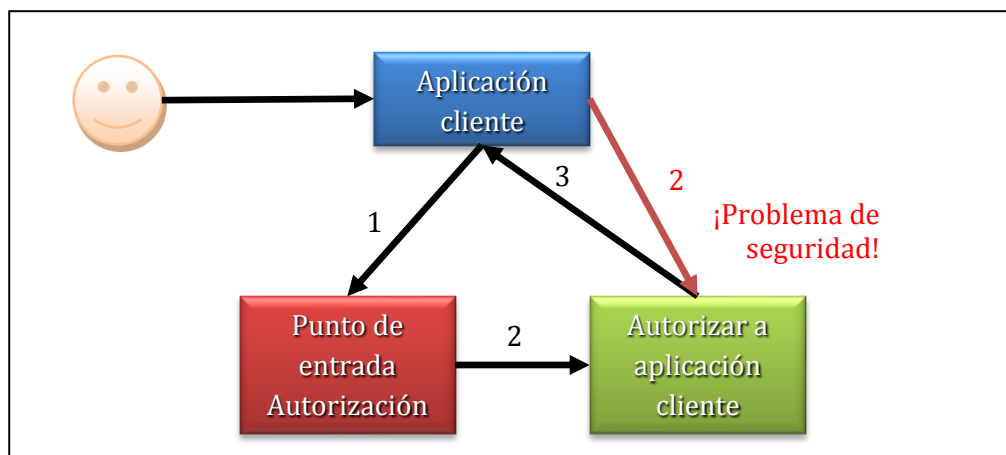 Aplicación
cliente
3
2
¡Problema de
seguridad!
1
Punto de
entrada
Autorización
2
Autorizar a
aplicación
cliente